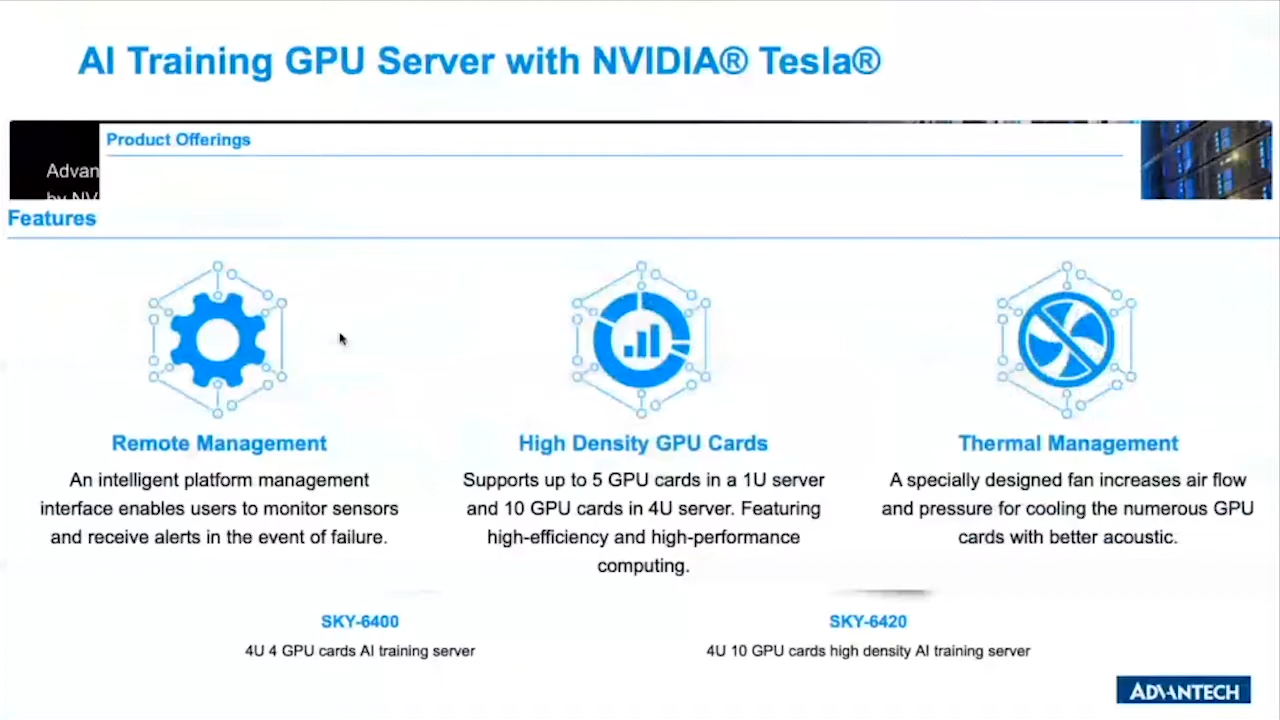 AI Training GPU Server with NVIDIA® Tesla®
Product Offerings
Advan
by NV
Features
Remote Management
An intelligent platform management
interface enables users to monitor sensors
and receive alerts in the event of failure.
High Density GPU Cards
Supports up to 5 GPU cards in a 1U server
and 10 GPU cards in 4U server. Featuring
high-efficiency and high-performance
computing.
Thermal Management
A specially designed fan increases air flow
and pressure for cooling the numerous GPU
cards with better acoustic.
SKY-6400
4U 4 GPU cards AI training server
SKY-6420
4U 10 GPU cards high density AI training server
ADVANTECH